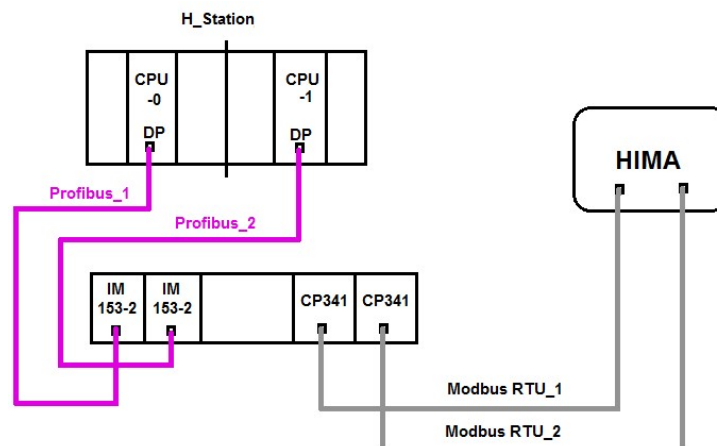 H_Station
CPU
-0
DP
CPU
-1
DP
HIMA
Profibus_1
Profibus_2
IM
153-2
IM
153-2
CP341
CP341
Modbus RTU_1
Modbus RTU_2